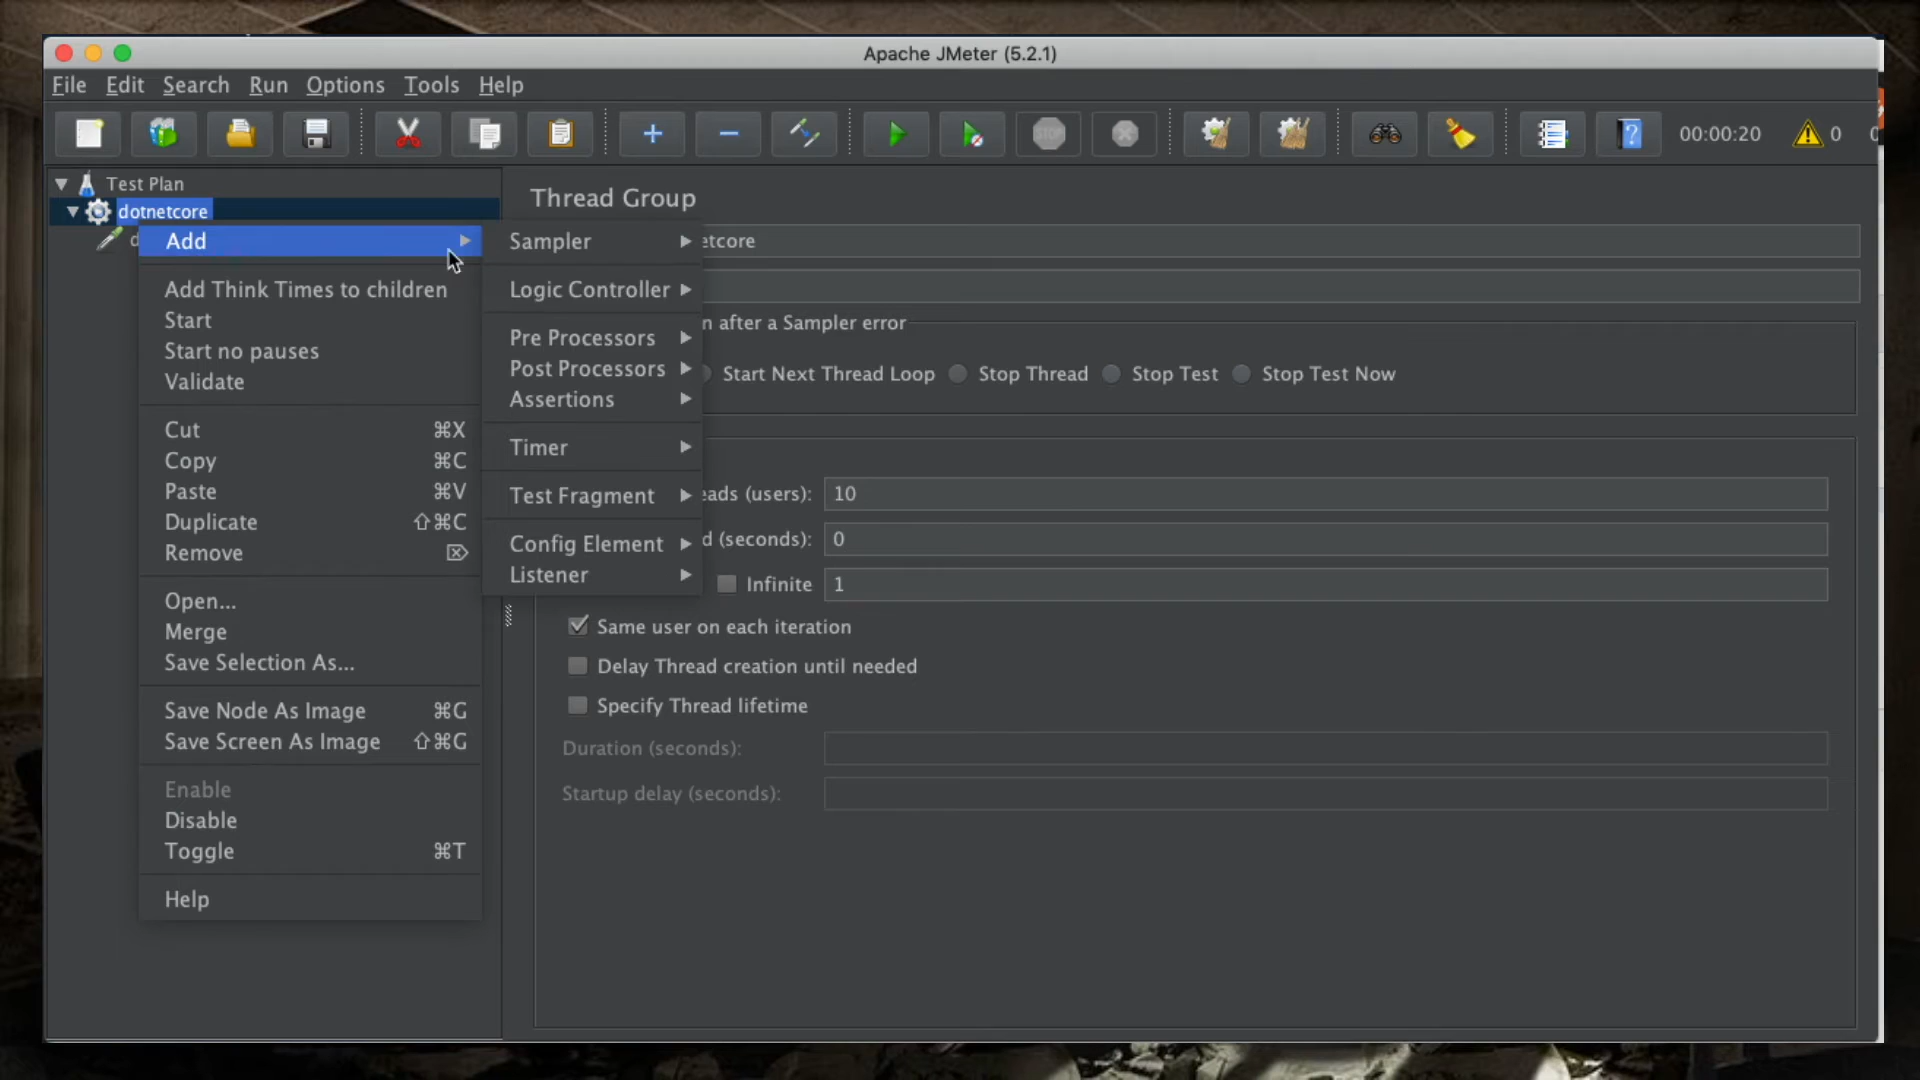 Apache JMeter (5.2.1)
File Edit Search Run Options Tools Help
STOP
00:00:20
0
Test Plan
dotnetcore
Thread Group
Add
Sampler
etcore
Add Think Times to children
Logic Controller
Start
n after a Sampler error
Pre Processors
Start no pauses
Post Processors
Start Next Thread Loop
Stop Thread
Stop Test
Stop Test Now
Validate
Assertions
Cut ⌘X
Timer
Copy ⌘C
Paste ⌘V
Test Fragment
eads (users): 10
Duplicate ⇧⌘C
Config Element
d (seconds): 0
Remove ⌦
Listener
Infinite 1
Open...
Same user on each iteration
Merge
Save Selection As...
Delay Thread creation until needed
Save Node As Image ⌘G
Specify Thread lifetime
Save Screen As Image ⇧⌘G
Duration (seconds):
Enable
Startup delay (seconds):
Disable
Toggle ⌘T
Help